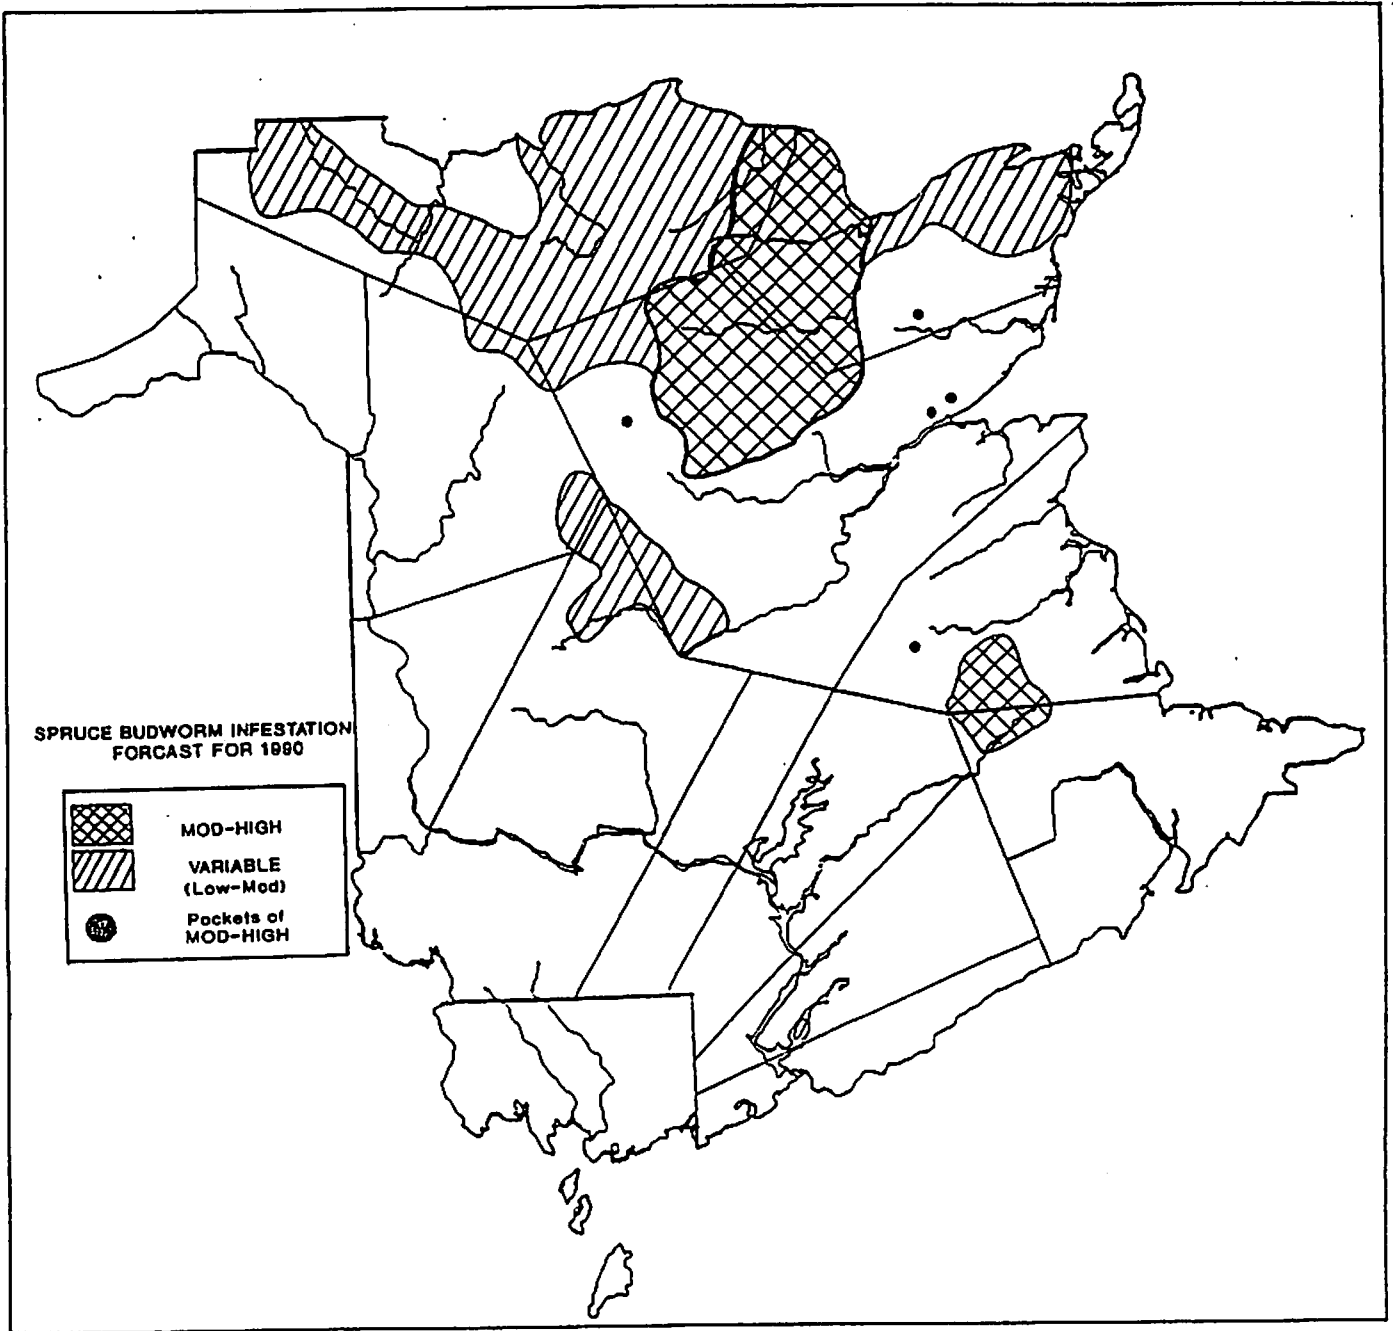 SPRUCE BUDWORM INFESTATION
FORCAST FOR 1990
MOD-HIGH
VARIABLE
(Low-Mod)
Pockets of
MOD-HIGH